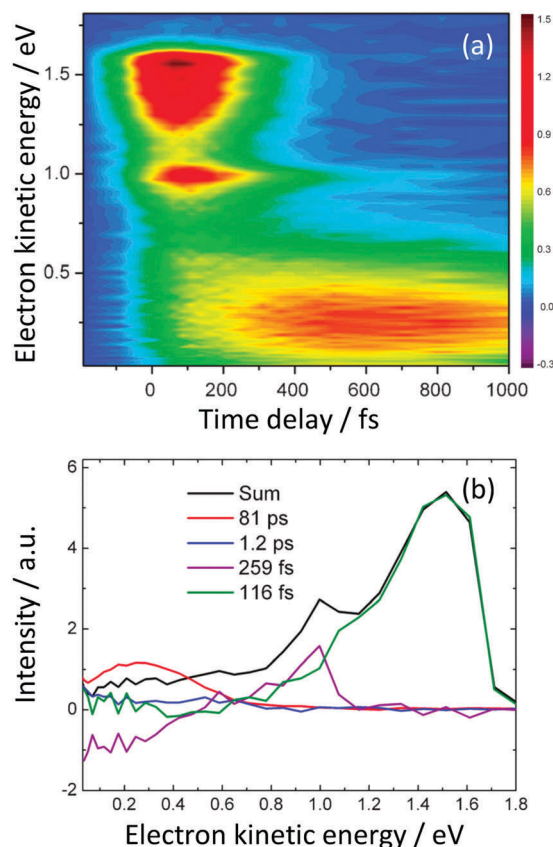 (a)
Electron kinetic energy / eV
1.5
1.0
0.5
0
200
400
600
800
1000
Time delay / fs
1.5
1.2
0.9
0.6
0.3
0.0
-0.3
(b)
Sum
81 ps
1.2 ps
259 fs
116 fs
Intensity / a.u.
6
4
2
0
-2
0.2
0.4
0.6
0.8
1.0
1.2
1.4
1.6
1.8
Electron kinetic energy / eV